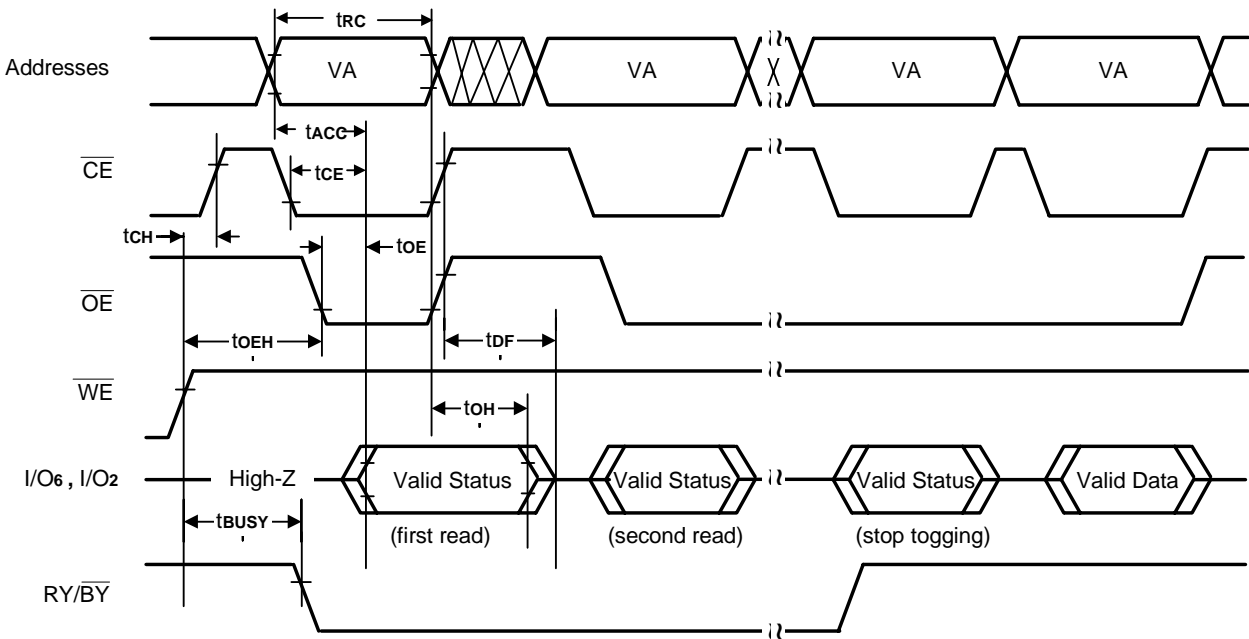 tRC
Addresses VA VA VA VA
tACC
CE tCE
tCH tOE
OE
tOEH tDF
WE
tOH
I/O6 , I/O2 High-Z Valid Status Valid Status Valid Status Valid Data
tBUSY (first read) (second read) (stop togging)
RY/BY